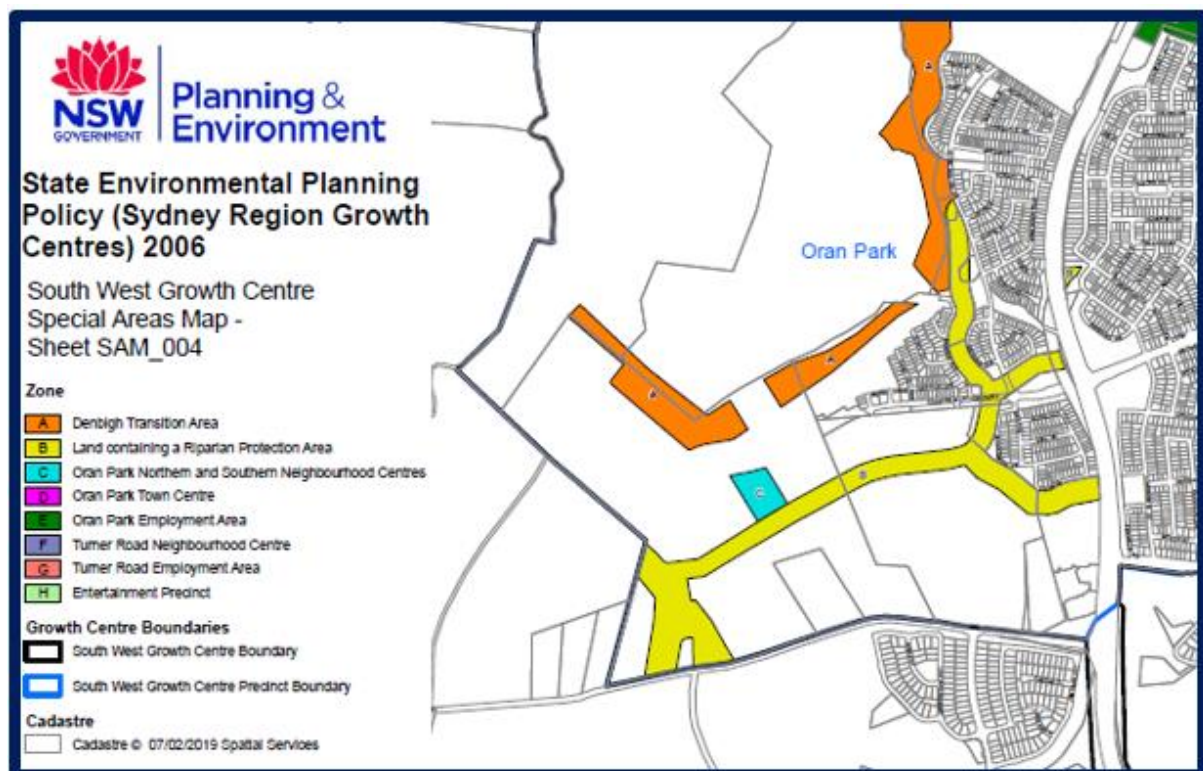 NSW
GOVERNMENT
Planning &
Environment
State Environmental Planning
Policy (Sydney Region Growth
Centres) 2006
South West Growth Centre
Special Areas Map -
Sheet SAM_004
Zone
A Denbigh Transition Area
B Land containing a Riparian Protection Area
C Oran Park Northern and Southern Neighbourhood Centres
D Oran Park Town Centre
E Oran Park Employment Area
F Turner Road Neighbourhood Centre
G Turner Road Employment Area
H Entertainment Precinct
Growth Centre Boundaries
South West Growth Centre Boundary
South West Growth Centre Precinct Boundary
Cadastre
Cadastre © 07/02/2019 Spatial Services
A
Oran Park
A
A
B
C